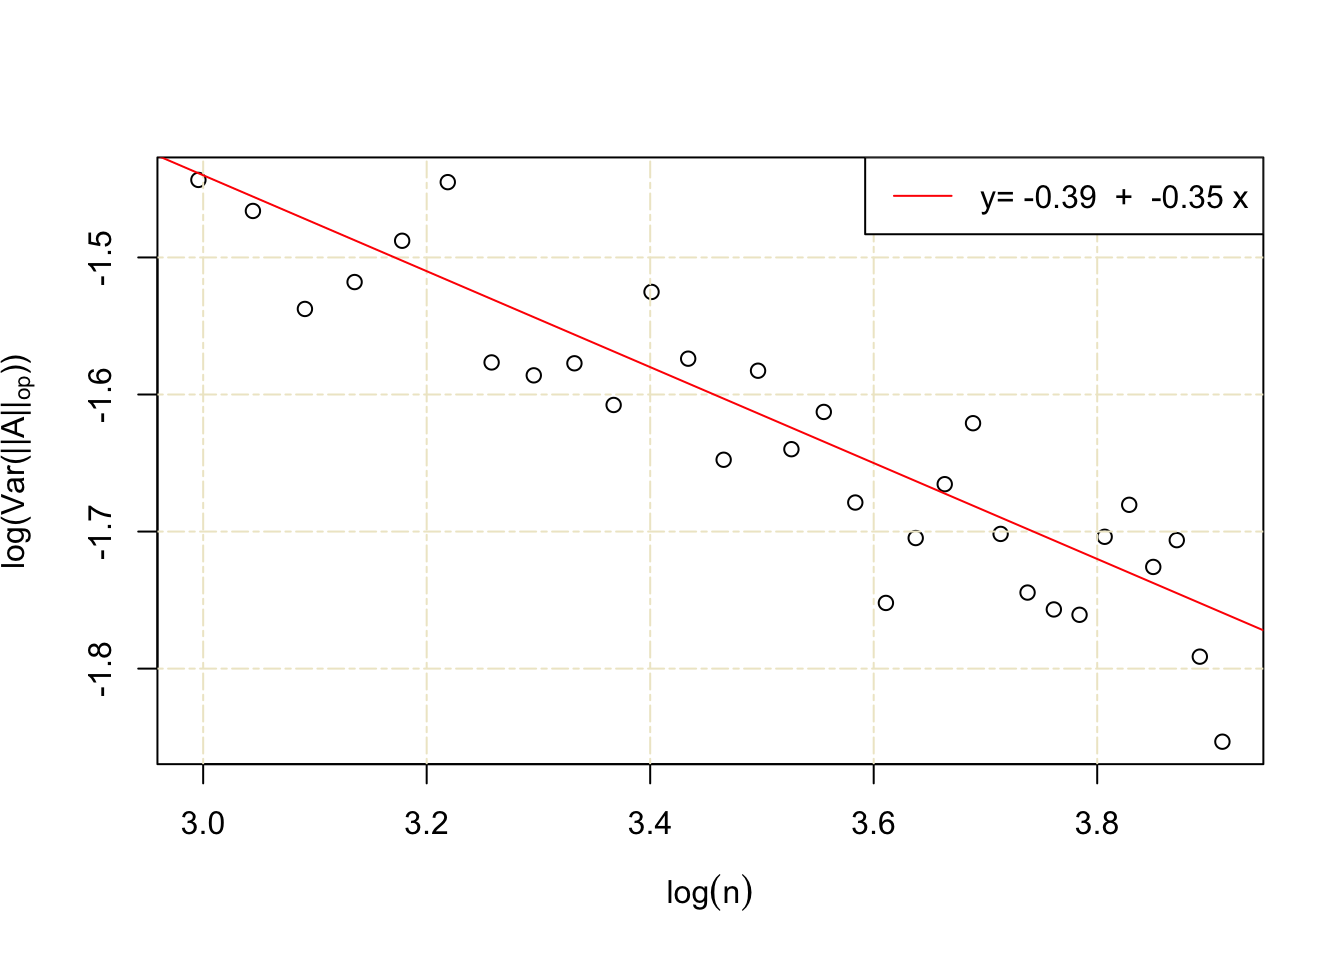 y= -0.39 + -0.35 x
-1.5
-1.6
-1.7
-1.8
log(Var(||A||op))
3.0 3.2 3.4 3.6 3.8
log(n)